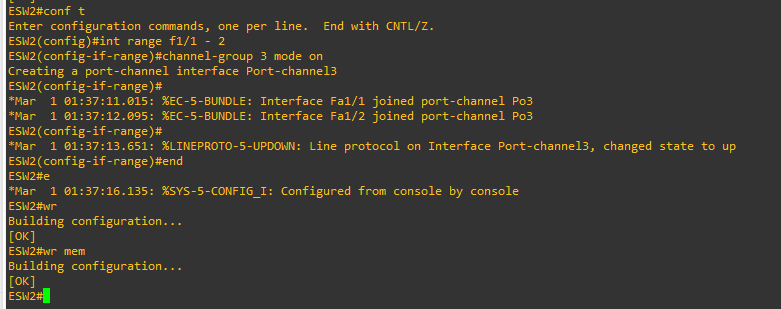 ESW2#conf t
Enter configuration commands, one per line.  End with CNTL/Z.
ESW2(config)#int range f1/1 - 2
ESW2(config-if-range)#channel-group 3 mode on
Creating a port-channel interface Port-channel3
ESW2(config-if-range)#
*Mar  1 01:37:11.015: %EC-5-BUNDLE: Interface Fa1/1 joined port-channel Po3
*Mar  1 01:37:12.095: %EC-5-BUNDLE: Interface Fa1/2 joined port-channel Po3
ESW2(config-if-range)#
*Mar  1 01:37:13.651: %LINEPROTO-5-UPDOWN: Line protocol on Interface Port-channel3, changed state to up
ESW2(config-if-range)#end
ESW2#e
*Mar  1 01:37:16.135: %SYS-5-CONFIG_I: Configured from console by console
ESW2#wr
Building configuration...
[OK]
ESW2#wr mem
Building configuration...
[OK]
ESW2#